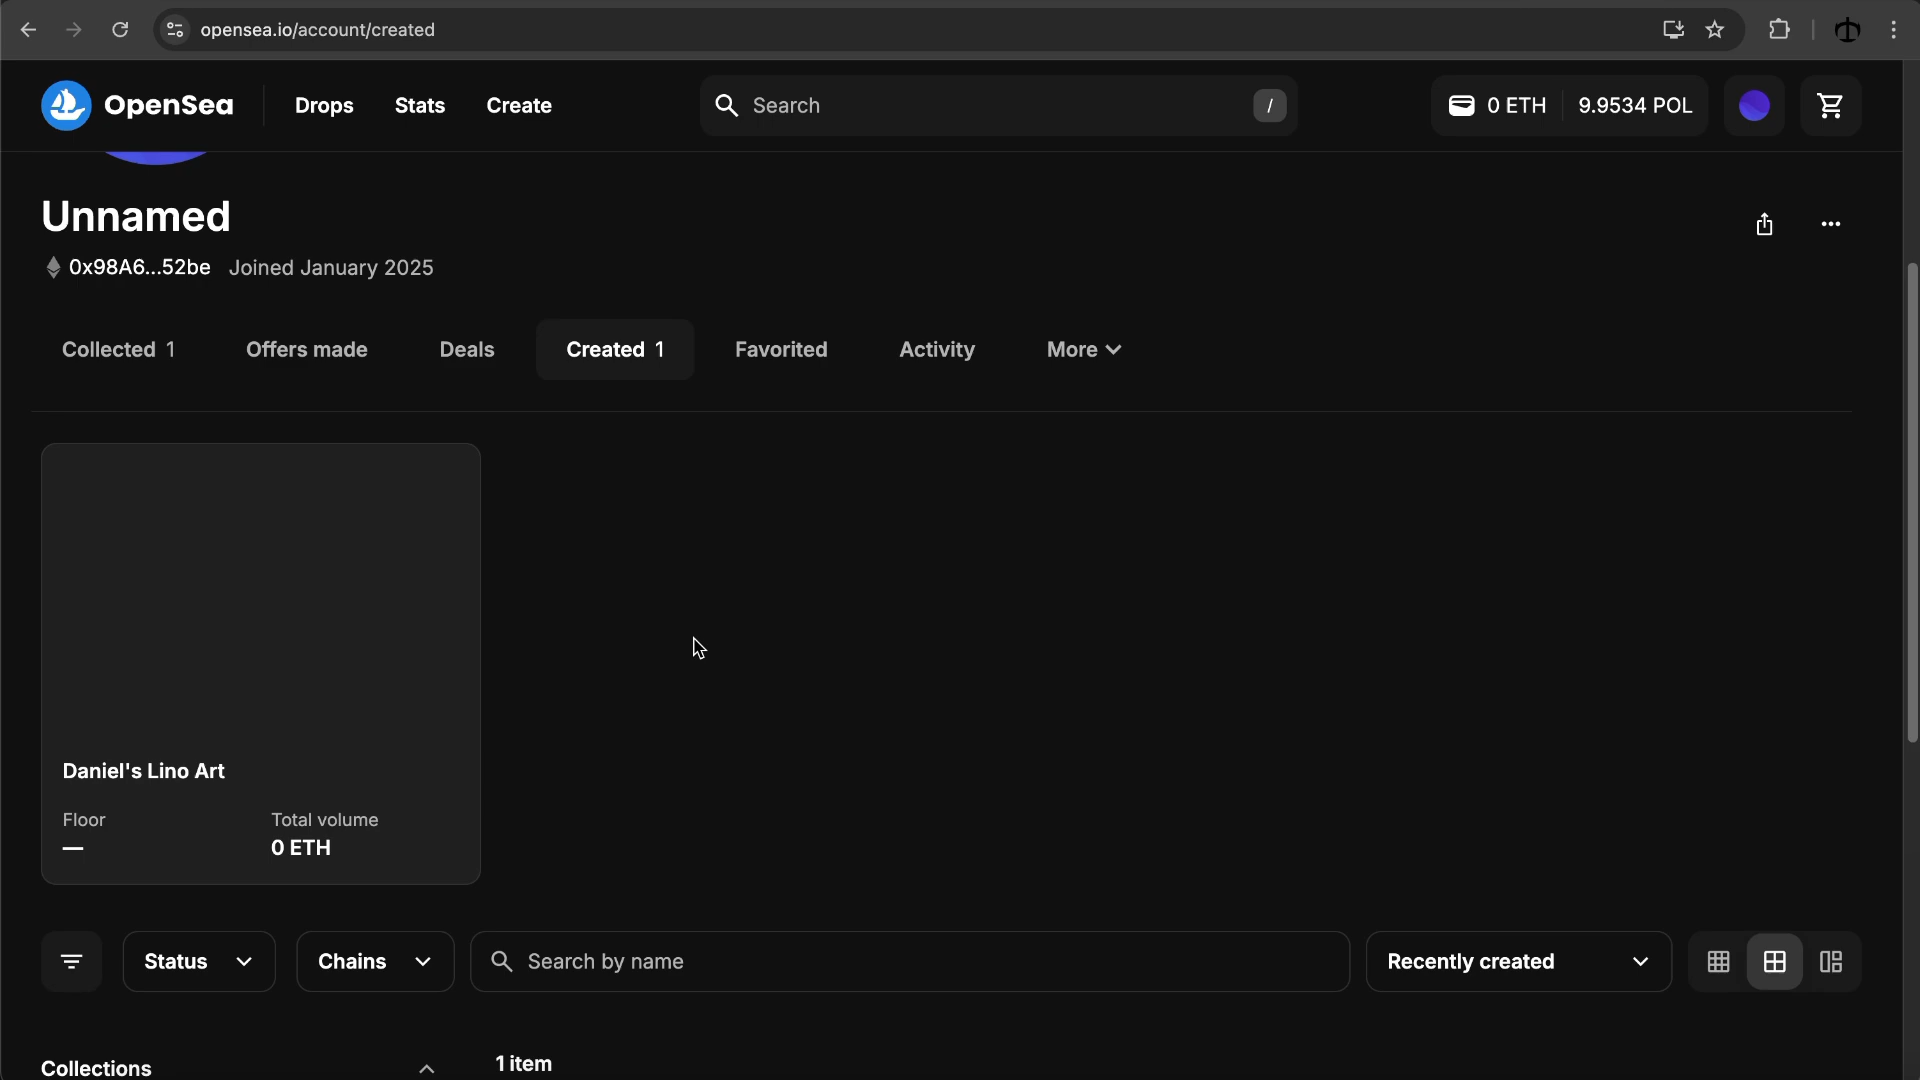 opensea.io/account/created
OpenSea
Drops
Stats
Create
Search
/
0 ETH
9.9534 POL
Unnamed
0x98A6...52be Joined January 2025
Collected 1
Offers made
Deals
Created 1
Favorited
Activity
More
Daniel's Lino Art
Floor
Total volume
—
0 ETH
Status
Chains
Search by name
Recently created
Collections
1 item